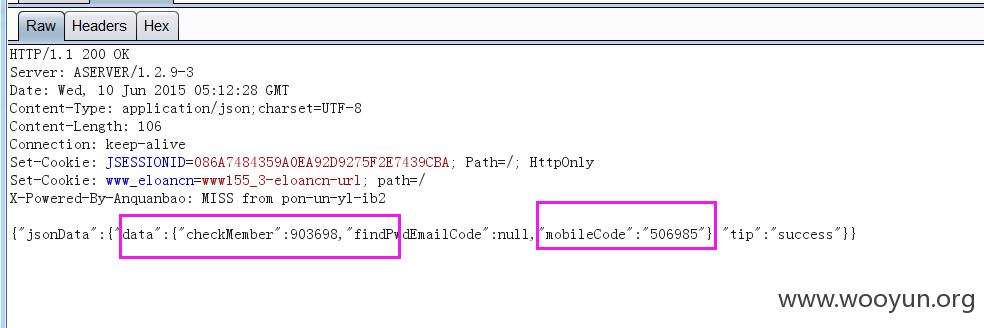 Raw Headers Hex
HTTP/1.1 200 OK
Server: ASERVER/1.2.9-3
Date: Wed, 10 Jun 2015 05:12:28 GMT
Content-Type: application/json;charset=UTF-8
Content-Length: 106
Connection: keep-alive
Set-Cookie: JSESSIONID=086A7484359A0EA92D9275F2E7439CBA; Path=/; HttpOnly
Set-Cookie: www_eloancn=www155_3-eloancn-url; path=/
X-Powered-By-Anquanbao: MISS from pon-un-yl-ib2
{"jsonData":{"data":{"checkMember":903698,"findPwdEmailCode":null,"mobileCode":"506985"},"tip":"success"}}
www.wooyun.org